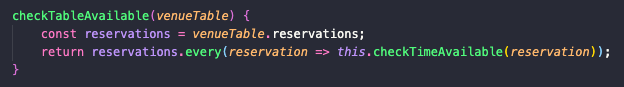 checkTableAvailable(venueTable) {
    const reservations = venueTable.reservations;
    return reservations.every(reservation => this.checkTimeAvailable(reservation));
}